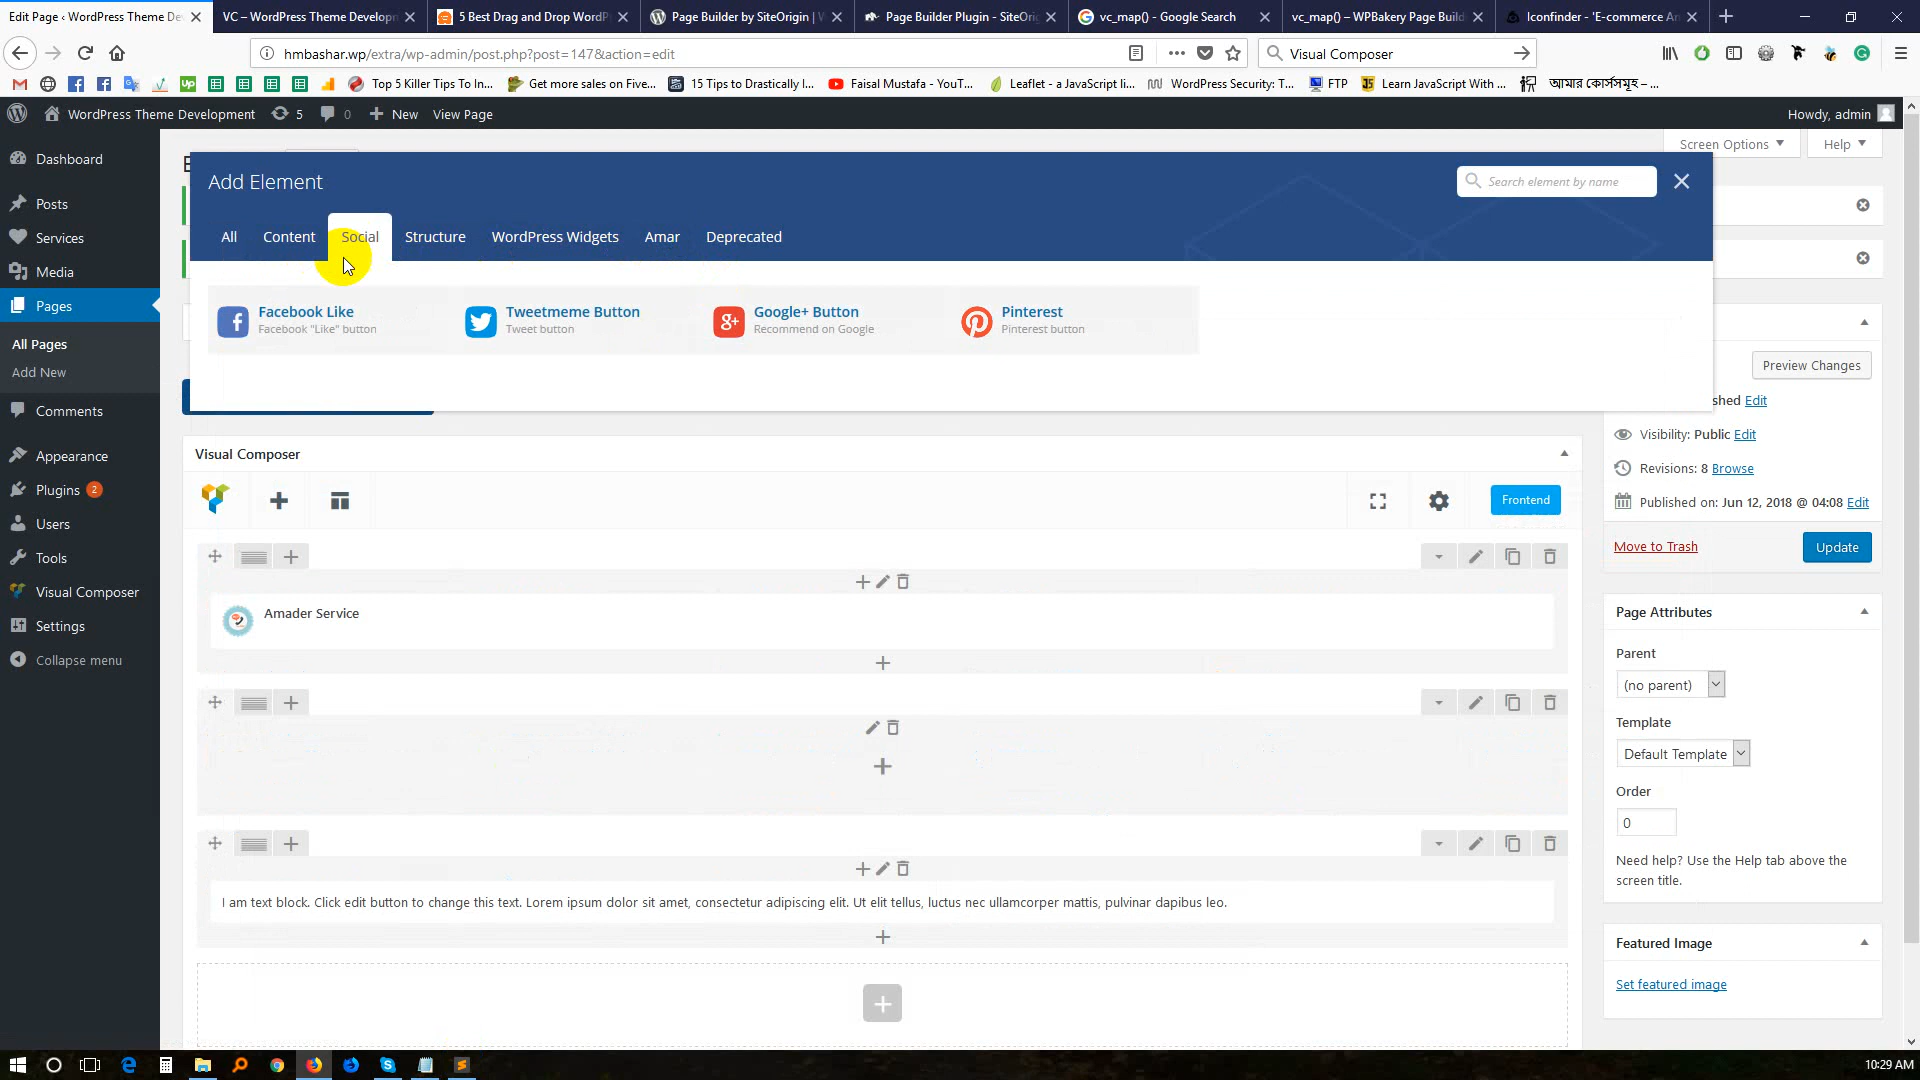 Edit Page ‹ WordPress Theme De
VC – WordPress Theme Developm
5 Best Drag and Drop WordP
Page Builder by SiteOrigin | W
Page Builder Plugin - SiteOrig
vc_map() - Google Search
vc_map() – WPBakery Page Build
Iconfinder - 'E-commerce An
hmbashar.wp/extra/wp-admin/post.php?post=147&action=edit
Visual Composer
Top 5 Killer Tips To In...
Get more sales on Five...
15 Tips to Drastically I...
Faisal Mustafa - YouT...
Leaflet - a JavaScript li...
WordPress Security: T...
FTP
Learn JavaScript With ...
আমার কোর্সসমূহ – ...
WordPress Theme Development
5
0
New
View Page
Howdy, admin
Dashboard
Posts
Services
Media
Pages
All Pages
Add New
Comments
Appearance
Plugins 2
Users
Tools
Visual Composer
Settings
Collapse menu
Screen Options
Help
Add Element
Search element by name
All
Content
Social
Structure
WordPress Widgets
Amar
Deprecated
Facebook Like
Facebook "Like" button
Tweetmeme Button
Tweet button
Google+ Button
Recommend on Google
Pinterest
Pinterest button
Visual Composer
Frontend
Amader Service
I am text block. Click edit button to change this text. Lorem ipsum dolor sit amet, consectetur adipiscing elit. Ut elit tellus, luctus nec ullamcorper mattis, pulvinar dapibus leo.
Preview Changes
shed Edit
Visibility: Public Edit
Revisions: 8 Browse
Published on: Jun 12, 2018 @ 04:08 Edit
Move to Trash
Update
Page Attributes
Parent
(no parent)
Template
Default Template
Order
0
Need help? Use the Help tab above the
screen title.
Featured Image
Set featured image
10:29 AM